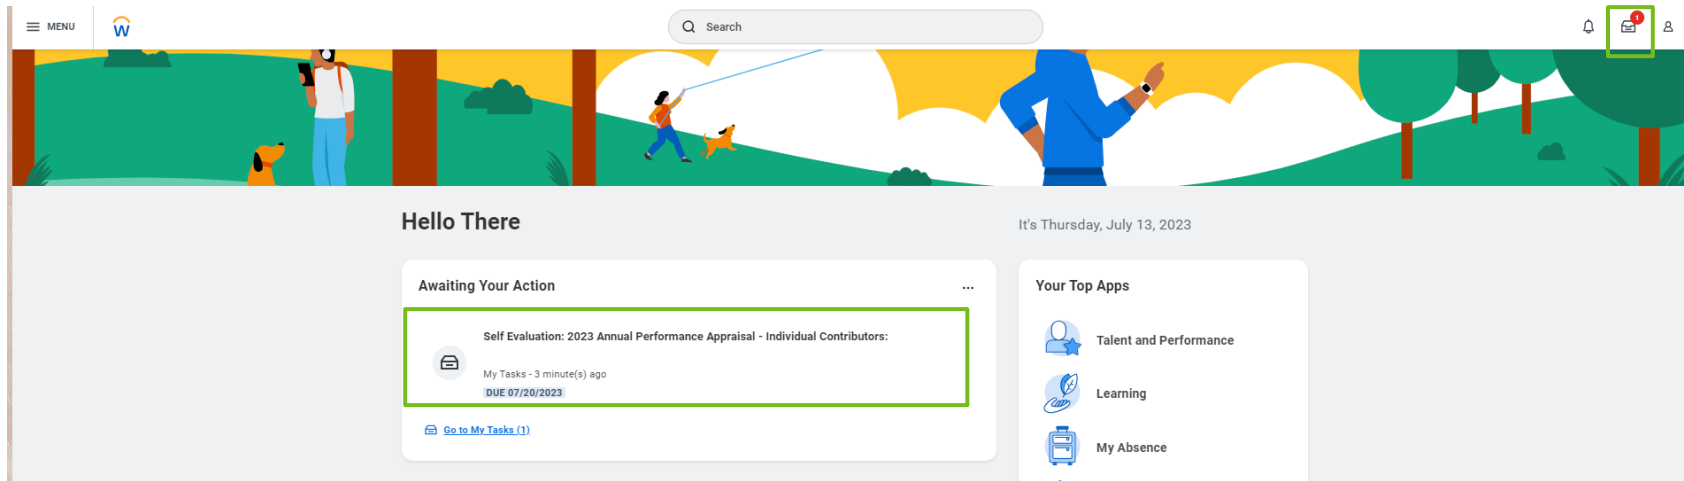 MENU
W
Search
1
Hello There
It's Thursday, July 13, 2023
Awaiting Your Action
...
Self Evaluation: 2023 Annual Performance Appraisal - Individual Contributors:
My Tasks - 3 minute(s) ago
DUE 07/20/2023
Go to My Tasks (1)
Your Top Apps
Talent and Performance
Learning
My Absence